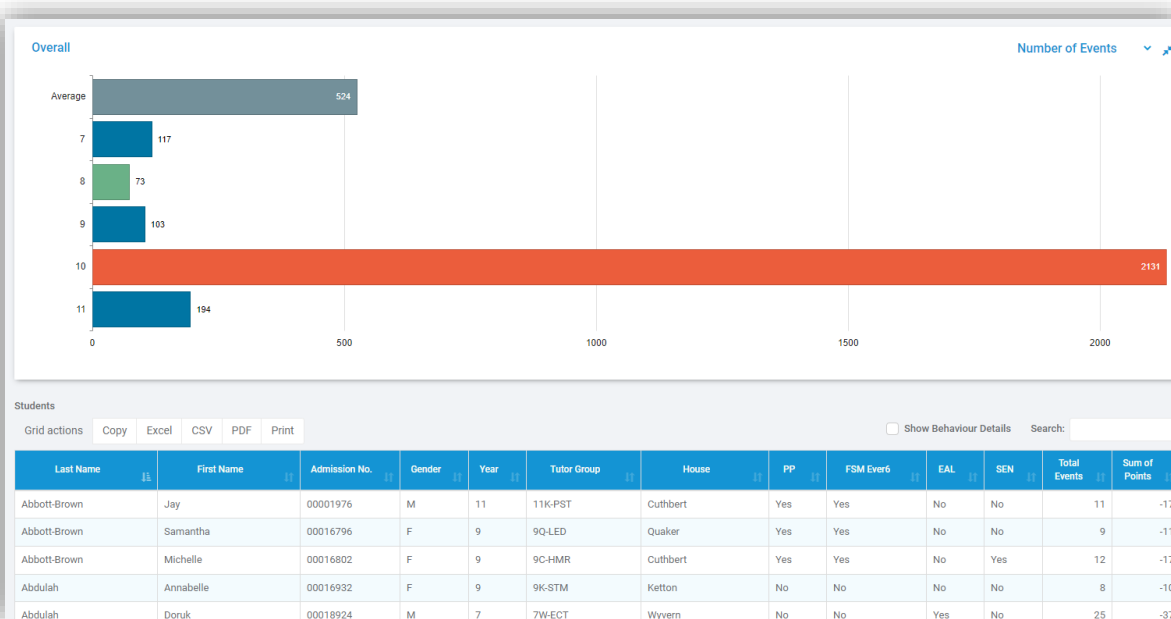 Overall Number of Events
Average 524
7 117
8 73
9 103
10 2131
11 194
0 500 1000 1500 2000
Students
Grid actions Copy Excel CSV PDF Print Show Behaviour Details Search:
Last Name First Name Admission No. Gender Year Tutor Group House PP FSM Ever6 EAL SEN Total Events Sum of Points
Abbott-Brown Jay 00001976 M 11 11K-PST Cuthbert Yes Yes No No 11 -17
Abbott-Brown Samantha 00016796 F 9 9Q-LED Quaker Yes Yes No No 9 -11
Abbott-Brown Michelle 00016802 F 9 9C-HMR Cuthbert Yes Yes No Yes 12 -17
Abdulah Annabelle 00016932 F 9 9K-STM Ketton No No No No 8 -10
Abdulah Doruk 00018924 M 7 7W-ECT Wyvern No No Yes No 25 -37